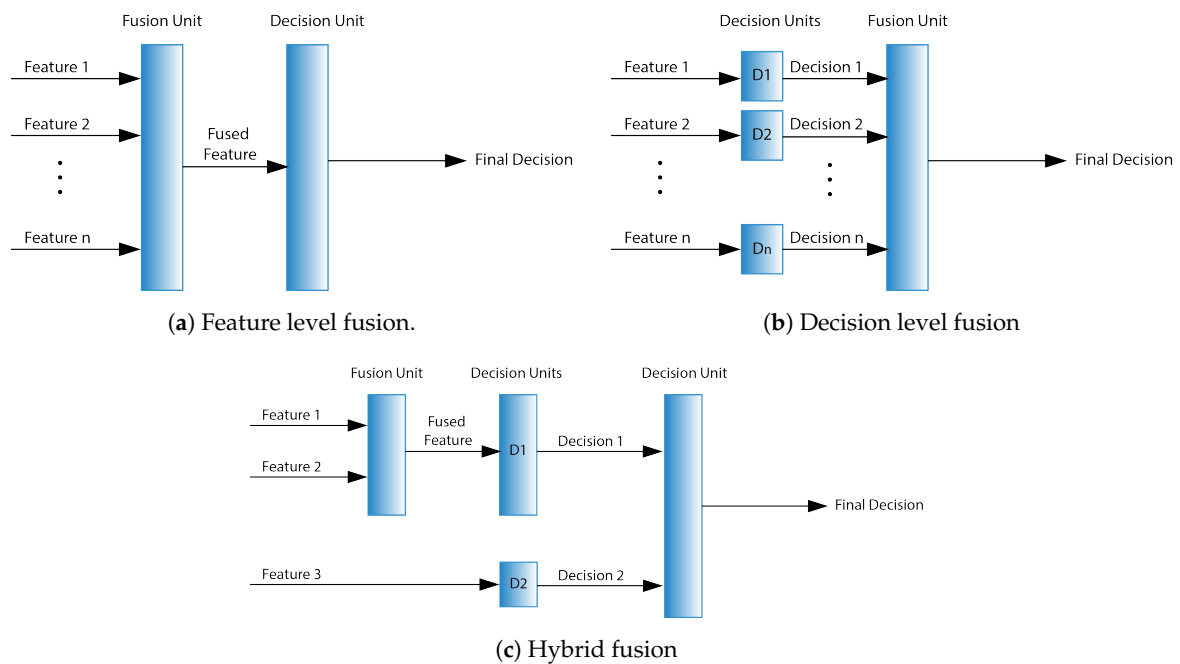 Fusion Unit
Decision Unit
Feature 1
Feature 2
Fused
Feature
Final Decision
Feature n
(a) Feature level fusion.
Decision Units
Fusion Unit
Feature 1
D1
Decision 1
Feature 2
D2
Decision 2
Final Decision
Feature n
Dn
Decision n
(b) Decision level fusion
Fusion Unit
Decision Units
Decision Unit
Feature 1
Fused
Feature
D1
Decision 1
Feature 2
Final Decision
Feature 3
D2
Decision 2
(c) Hybrid fusion